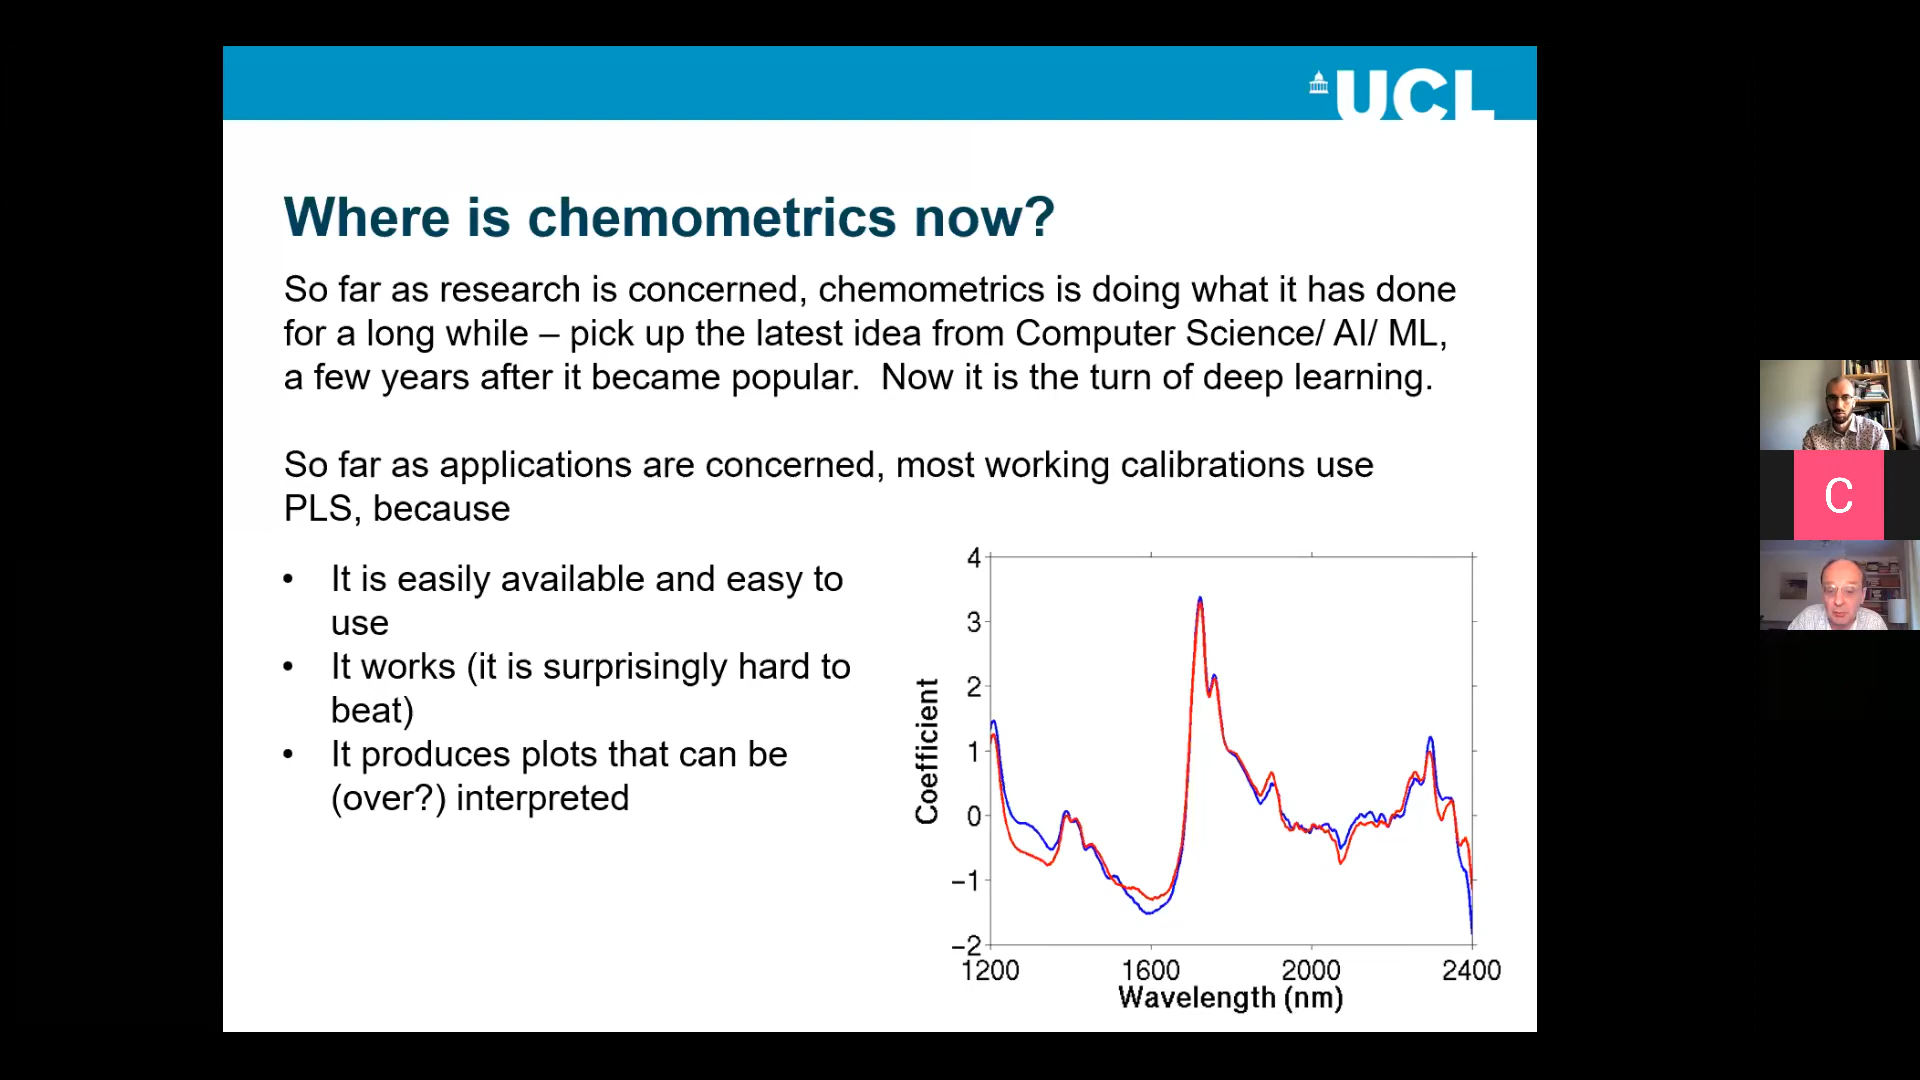 UCL
Where is chemometrics now?
So far as research is concerned, chemometrics is doing what it has done
for a long while – pick up the latest idea from Computer Science/ AI/ ML,
a few years after it became popular.  Now it is the turn of deep learning.
So far as applications are concerned, most working calibrations use
PLS, because
• It is easily available and easy to
use
• It works (it is surprisingly hard to
beat)
• It produces plots that can be
(over?) interpreted
4
3
2
1
0
−1
−2
Coefficient
1200 1600 2000 2400
Wavelength (nm)
C